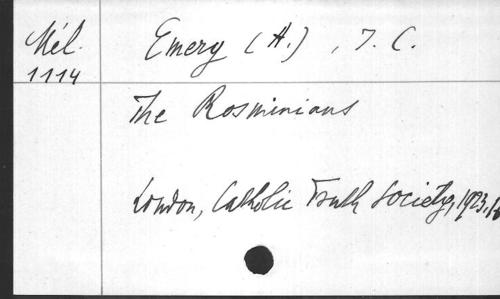 Mél. Emery (H.), J. C.
1114
The Rosminians
London, Catholic Truth Society, 1923,